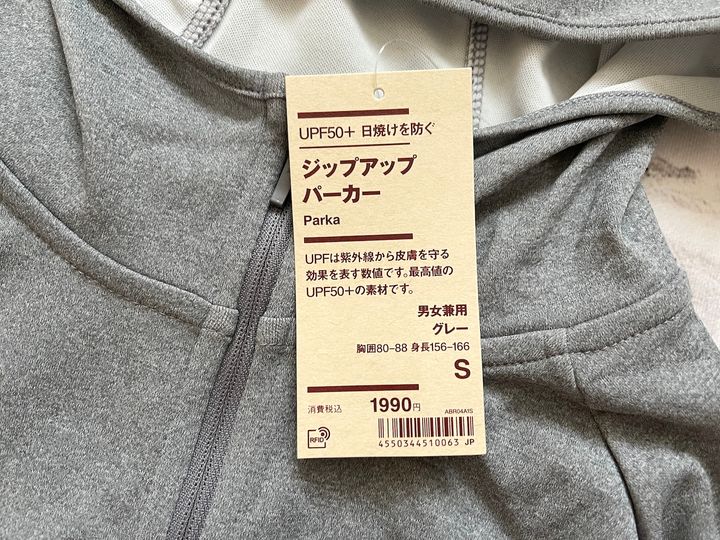 UPF50+ 日焼けを防ぐ
ジップアップ
パーカー
Parka
UPFは紫外線から皮膚を守る
効果を表す数値です。最高値の
UPF50+の素材です。
男女兼用
グレー
胸囲80-88 身長156-166
S
消費税込 1990円
ABR04A1S
RFID
4550344510063 JP